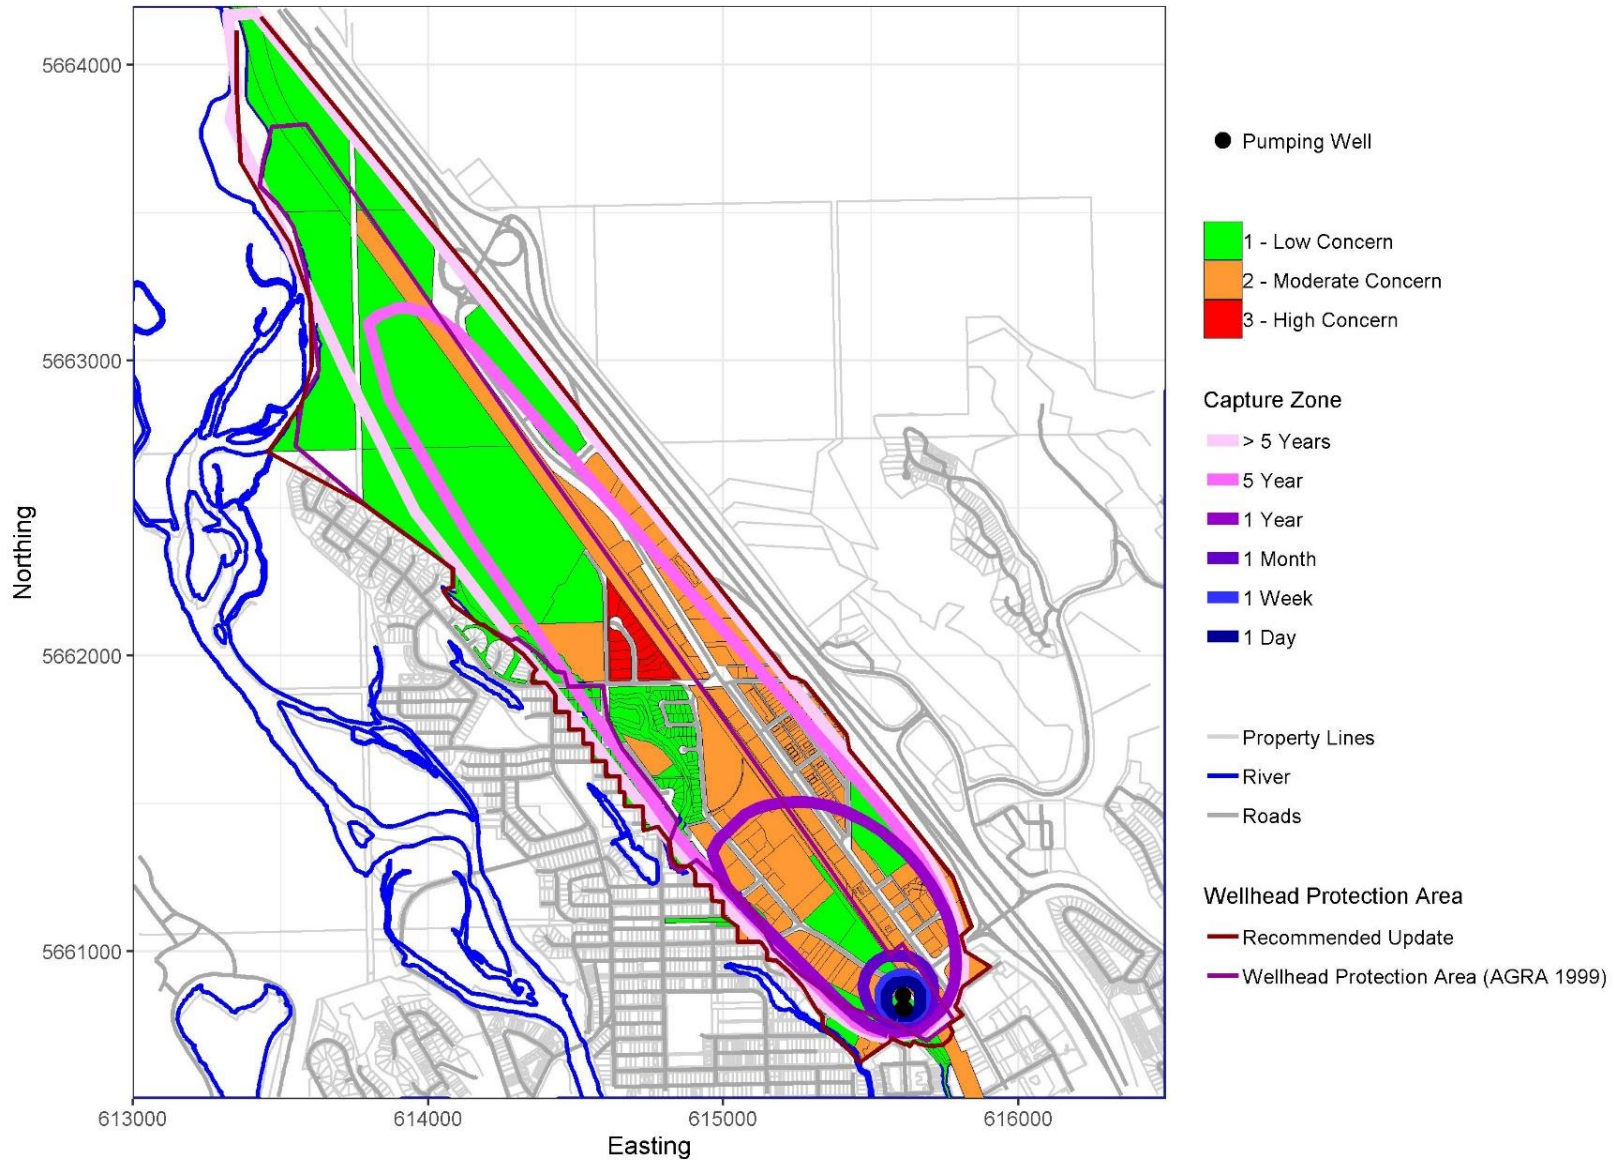 5664000
5663000
5662000
5661000
Northing
613000
614000
615000
616000
Easting
Pumping Well
1 - Low Concern
2 - Moderate Concern
3 - High Concern
Capture Zone
> 5 Years
5 Year
1 Year
1 Month
1 Week
1 Day
Property Lines
River
Roads
Wellhead Protection Area
Recommended Update
Wellhead Protection Area (AGRA 1999)